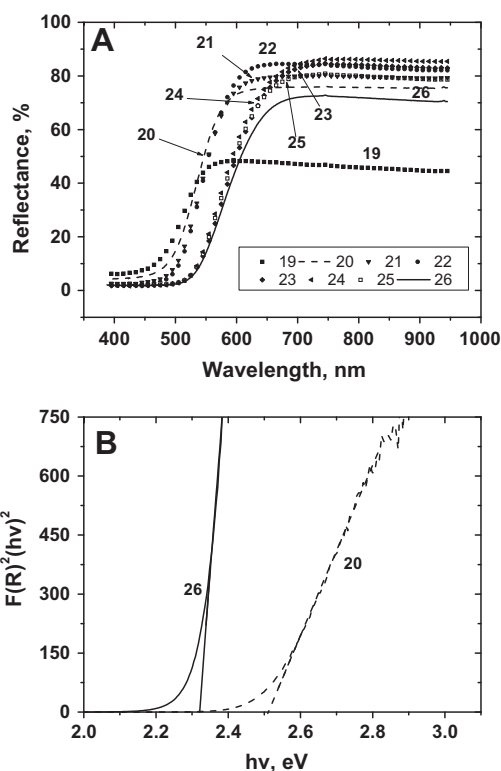 A
Reflectance, %
100
80
60
40
20
0
21
22
24
20
23
25
26
19
19 20 21 22
23 24 25 26
400 500 600 700 800 900 1000
Wavelength, nm
B
F(R)²(hν)²
750
600
450
300
150
0
26
20
2.0 2.2 2.4 2.6 2.8 3.0
hν, eV